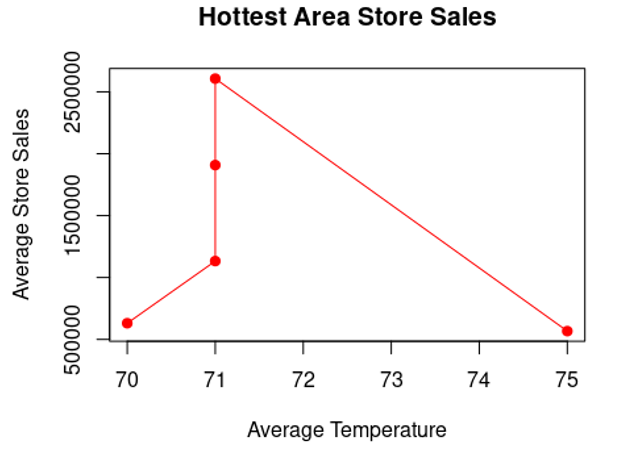 Hottest Area Store Sales
Average Store Sales
2500000
1500000
500000
70 71 72 73 74 75
Average Temperature